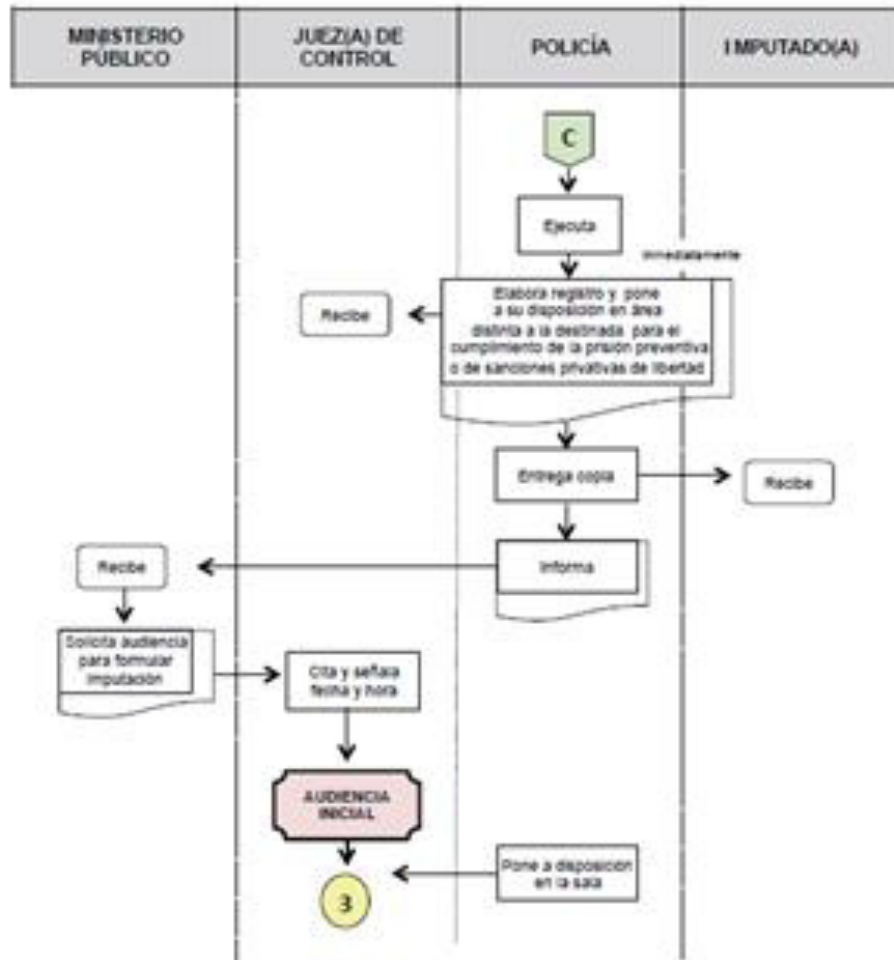 MINISTERIO
PÚBLICO
JUEZ(A) DE
CONTROL
POLICÍA
IMPUTADO(A)
C
Ejecuta
Inmediatamente
Elabora registro y pone
a su disposición en área
distinta a la destinada para el
cumplimiento de la prisión preventiva
o de sanciones privativas de libertad
Recibe
Entrega copia
Recibe
Informa
Recibe
Solicita audiencia
para formular
imputación
Cita y señala
fecha y hora
AUDIENCIA
INICIAL
Pone a disposición
en la sala
3